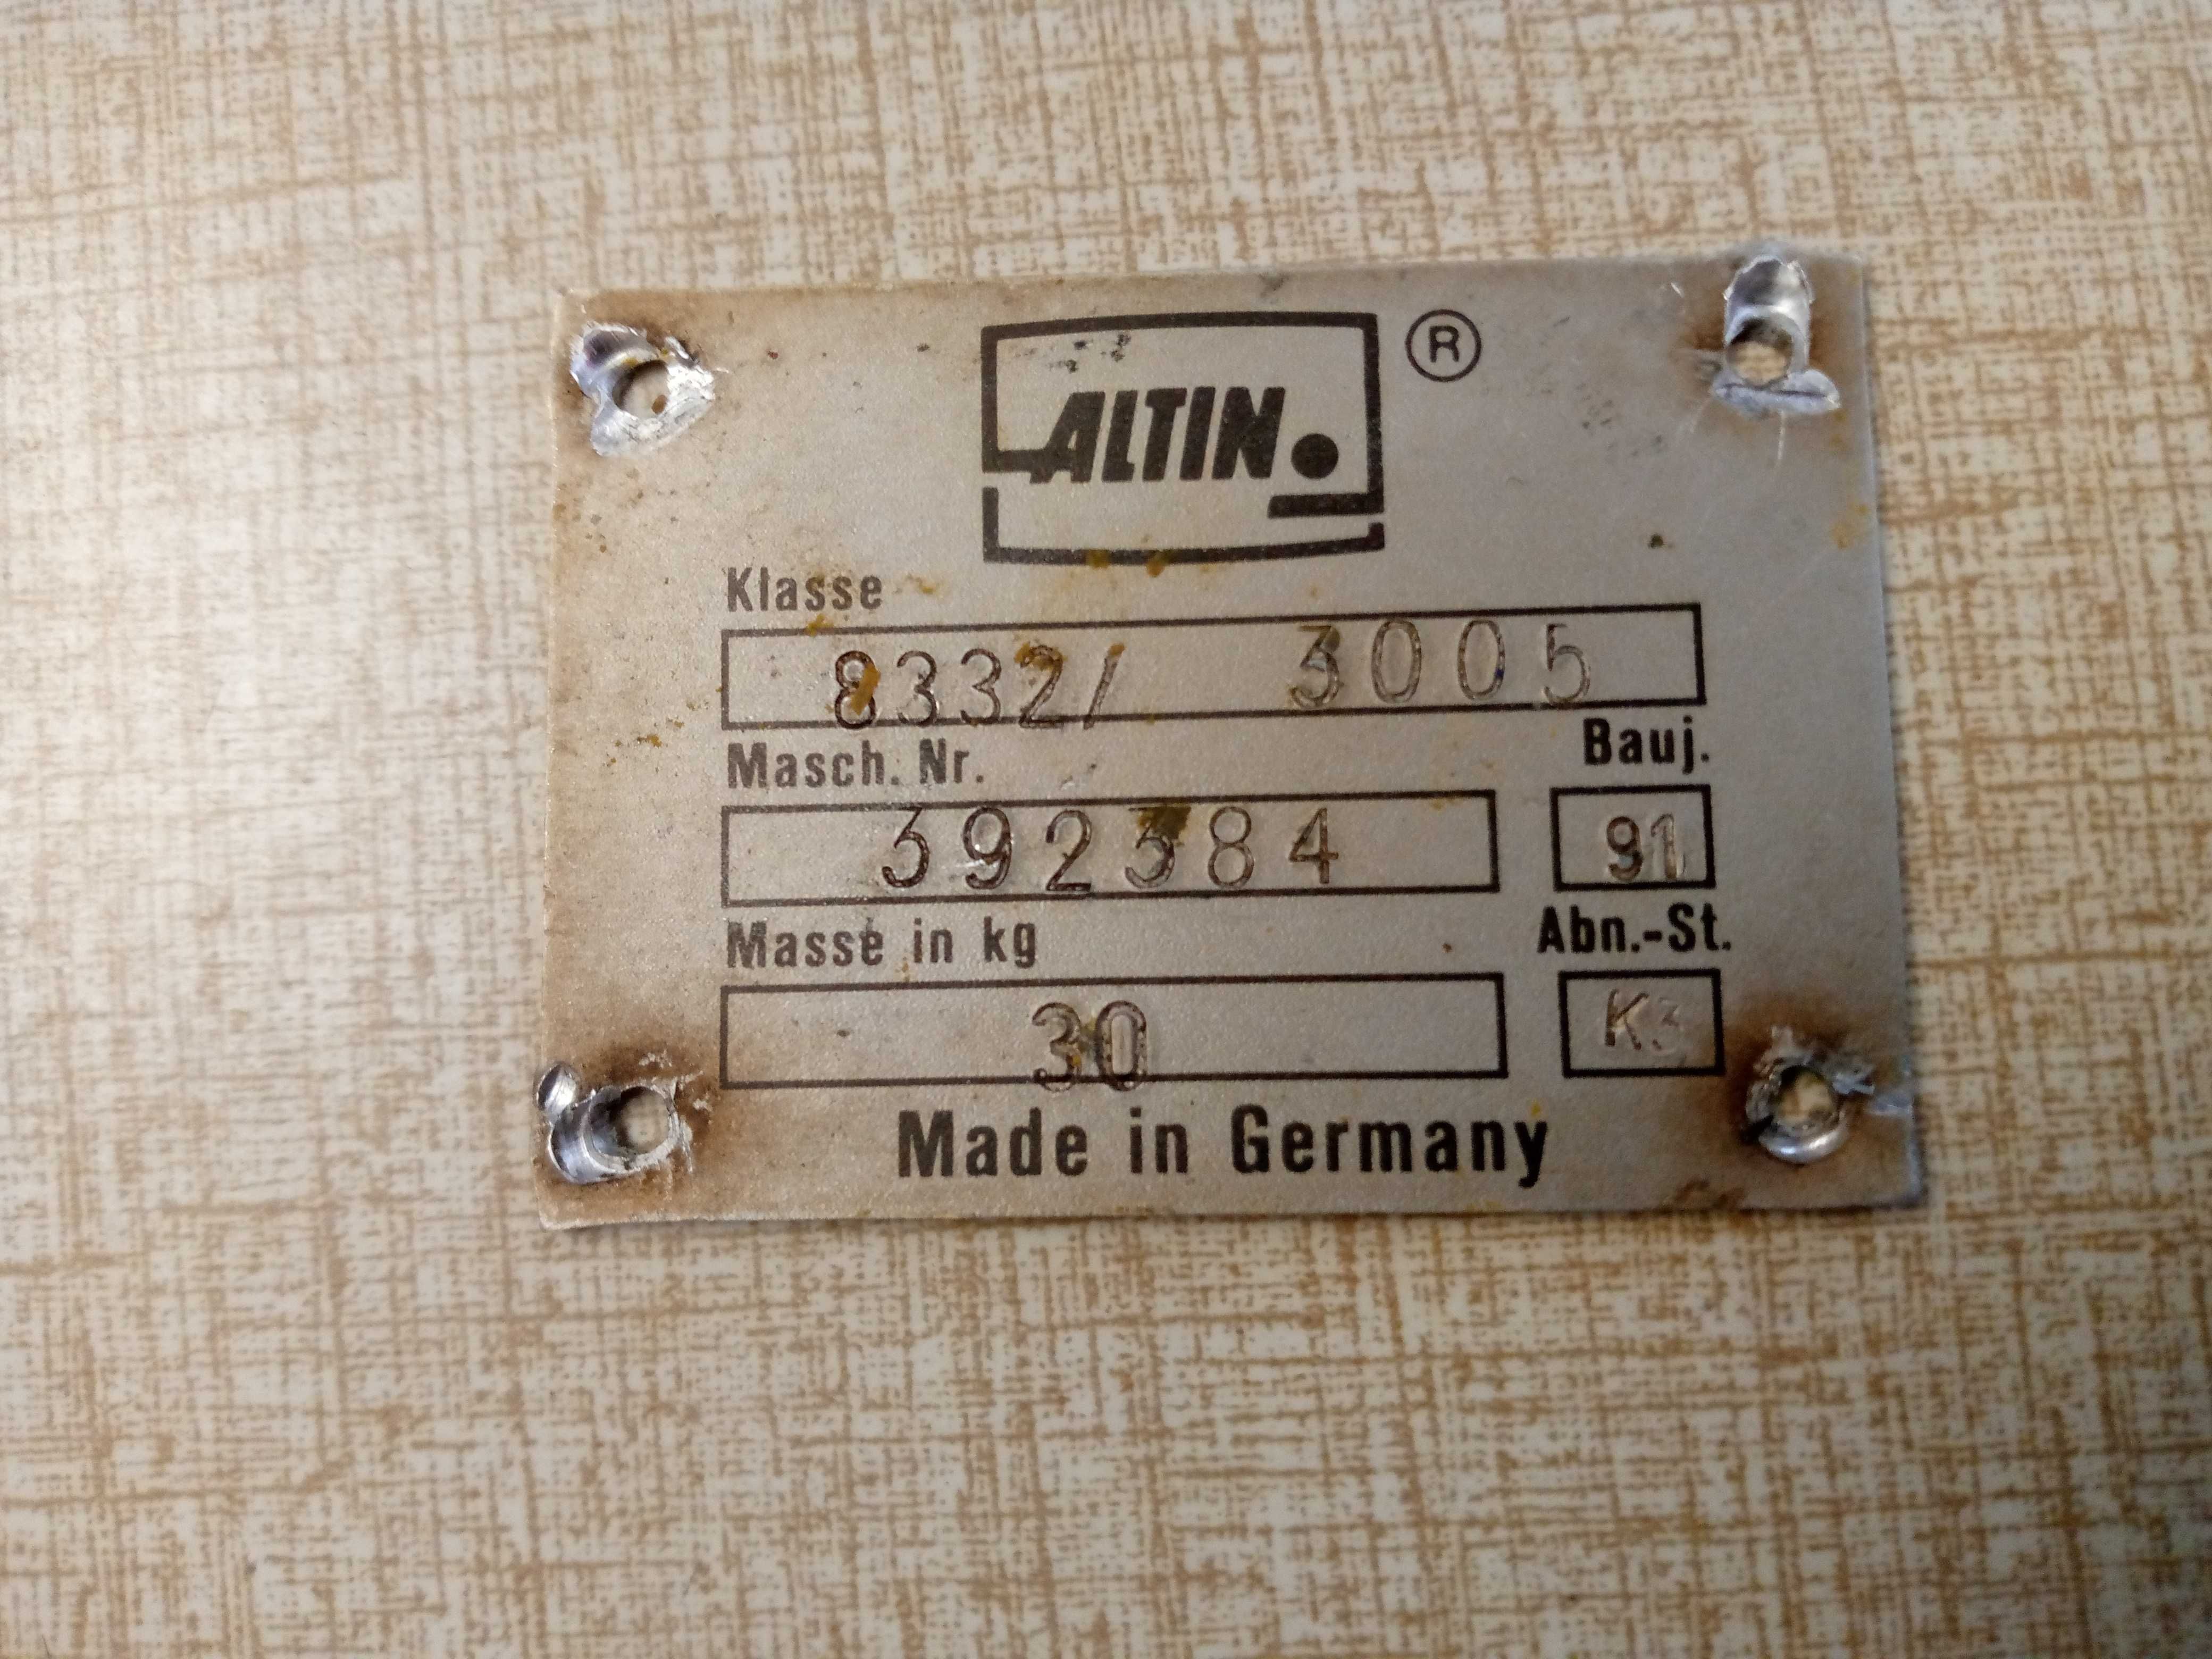 ALTIN. ®
Klasse
8332/ 3005
Masch. Nr. Bauj.
392384 91
Masse in kg Abn.-St.
30 K3
Made in Germany